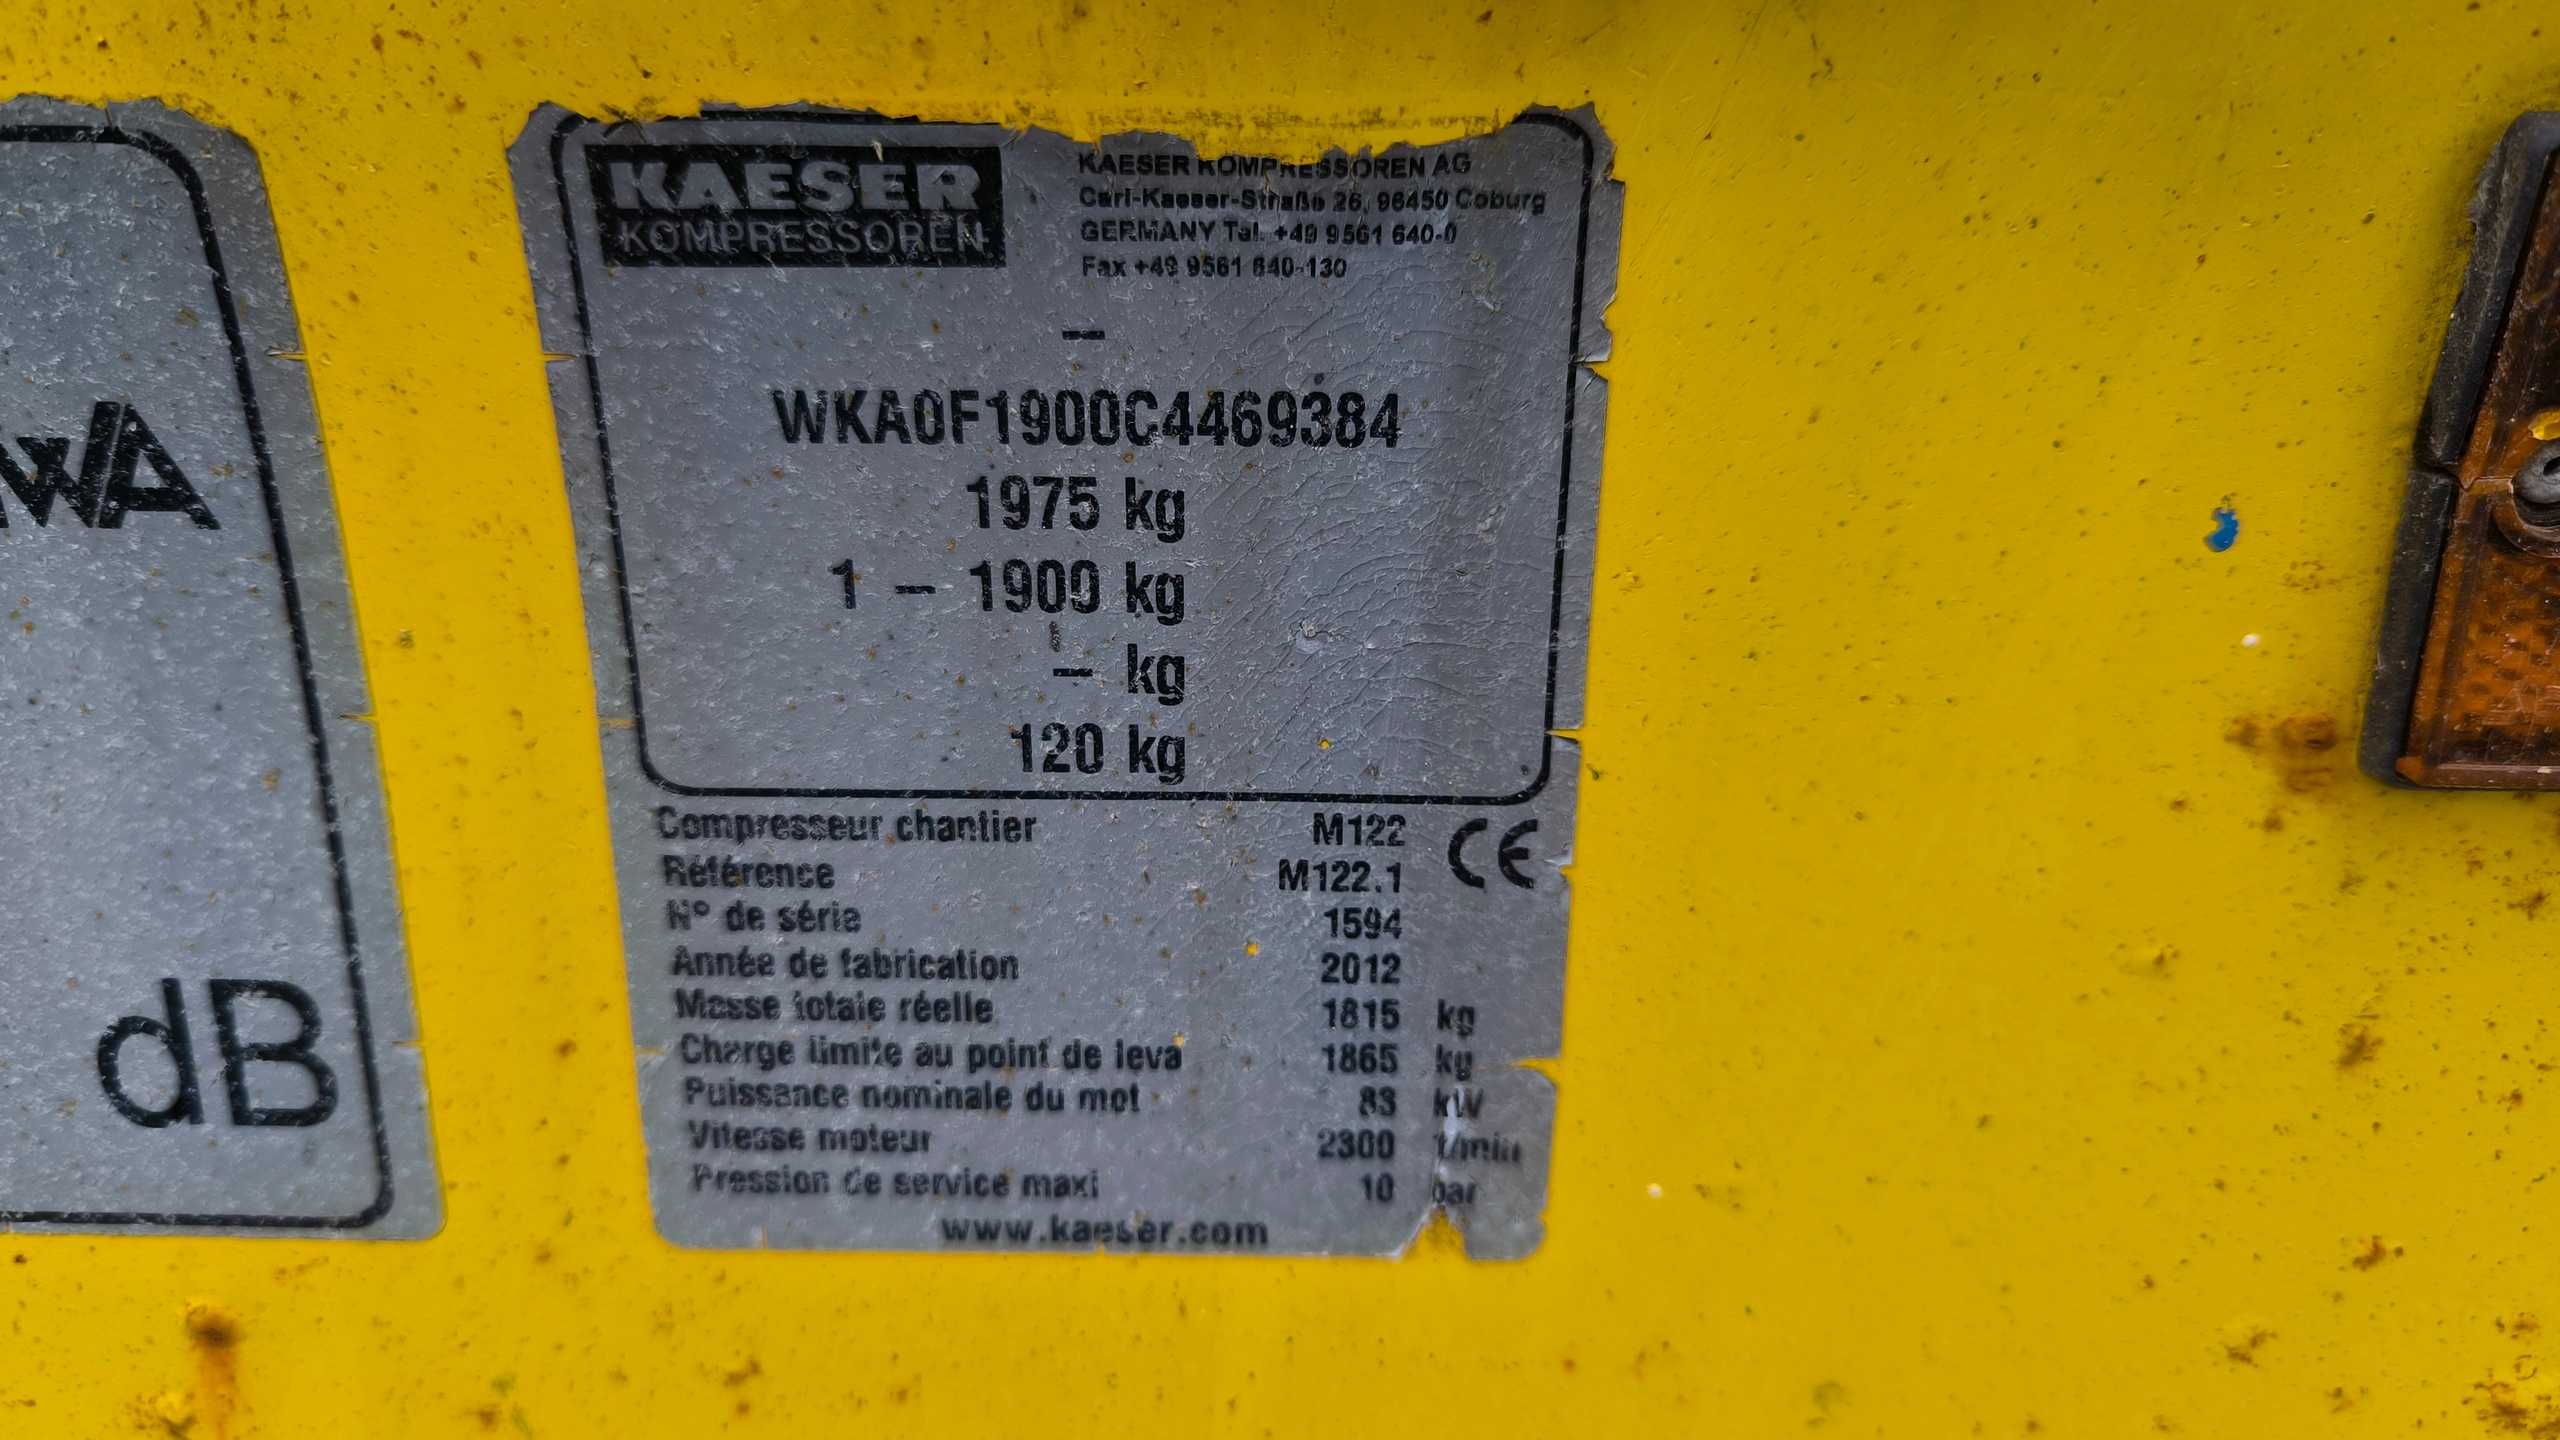 WA
dB
KAESER
KOMPRESSOREN
KAESER KOMPRESSOREN AG
Carl-Kaeser-Straße 26, 96450 Coburg
GERMANY Tel. +49 9561 640-0
Fax +49 9561 640-130
–
WKA0F1900C4469384
1975 kg
1 – 1900 kg
– kg
120 kg
Compresseur chantier M122 CE
Référence M122.1
N° de série 1594
Année de fabrication 2012
Masse totale réelle 1815 kg
Charge limite au point de leva 1865 kg
Puissance nominale du mot 83 kW
Vitesse moteur 2300 t/min
Pression de service maxi 10 bar
www.kaeser.com